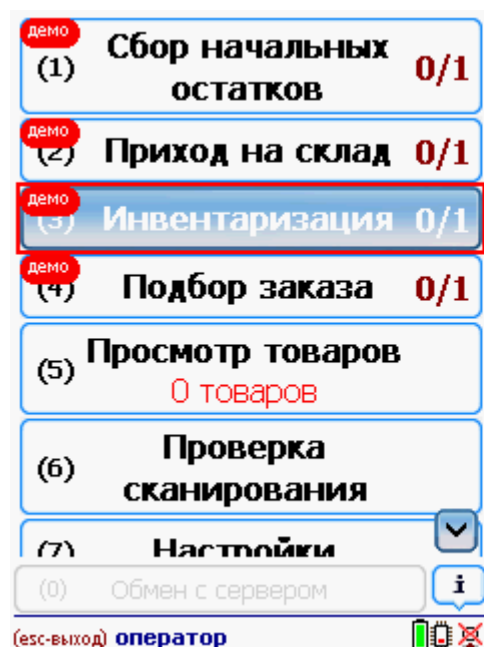 демо
(1) Сбор начальных 0/1
остатков
демо
(2) Приход на склад 0/1
демо
(3) Инвентаризация 0/1
демо
(4) Подбор заказа 0/1
(5) Просмотр товаров
0 товаров
(6) Проверка
сканирования
(7) Настройки
(0) Обмен с сервером i
(esc-выход) оператор